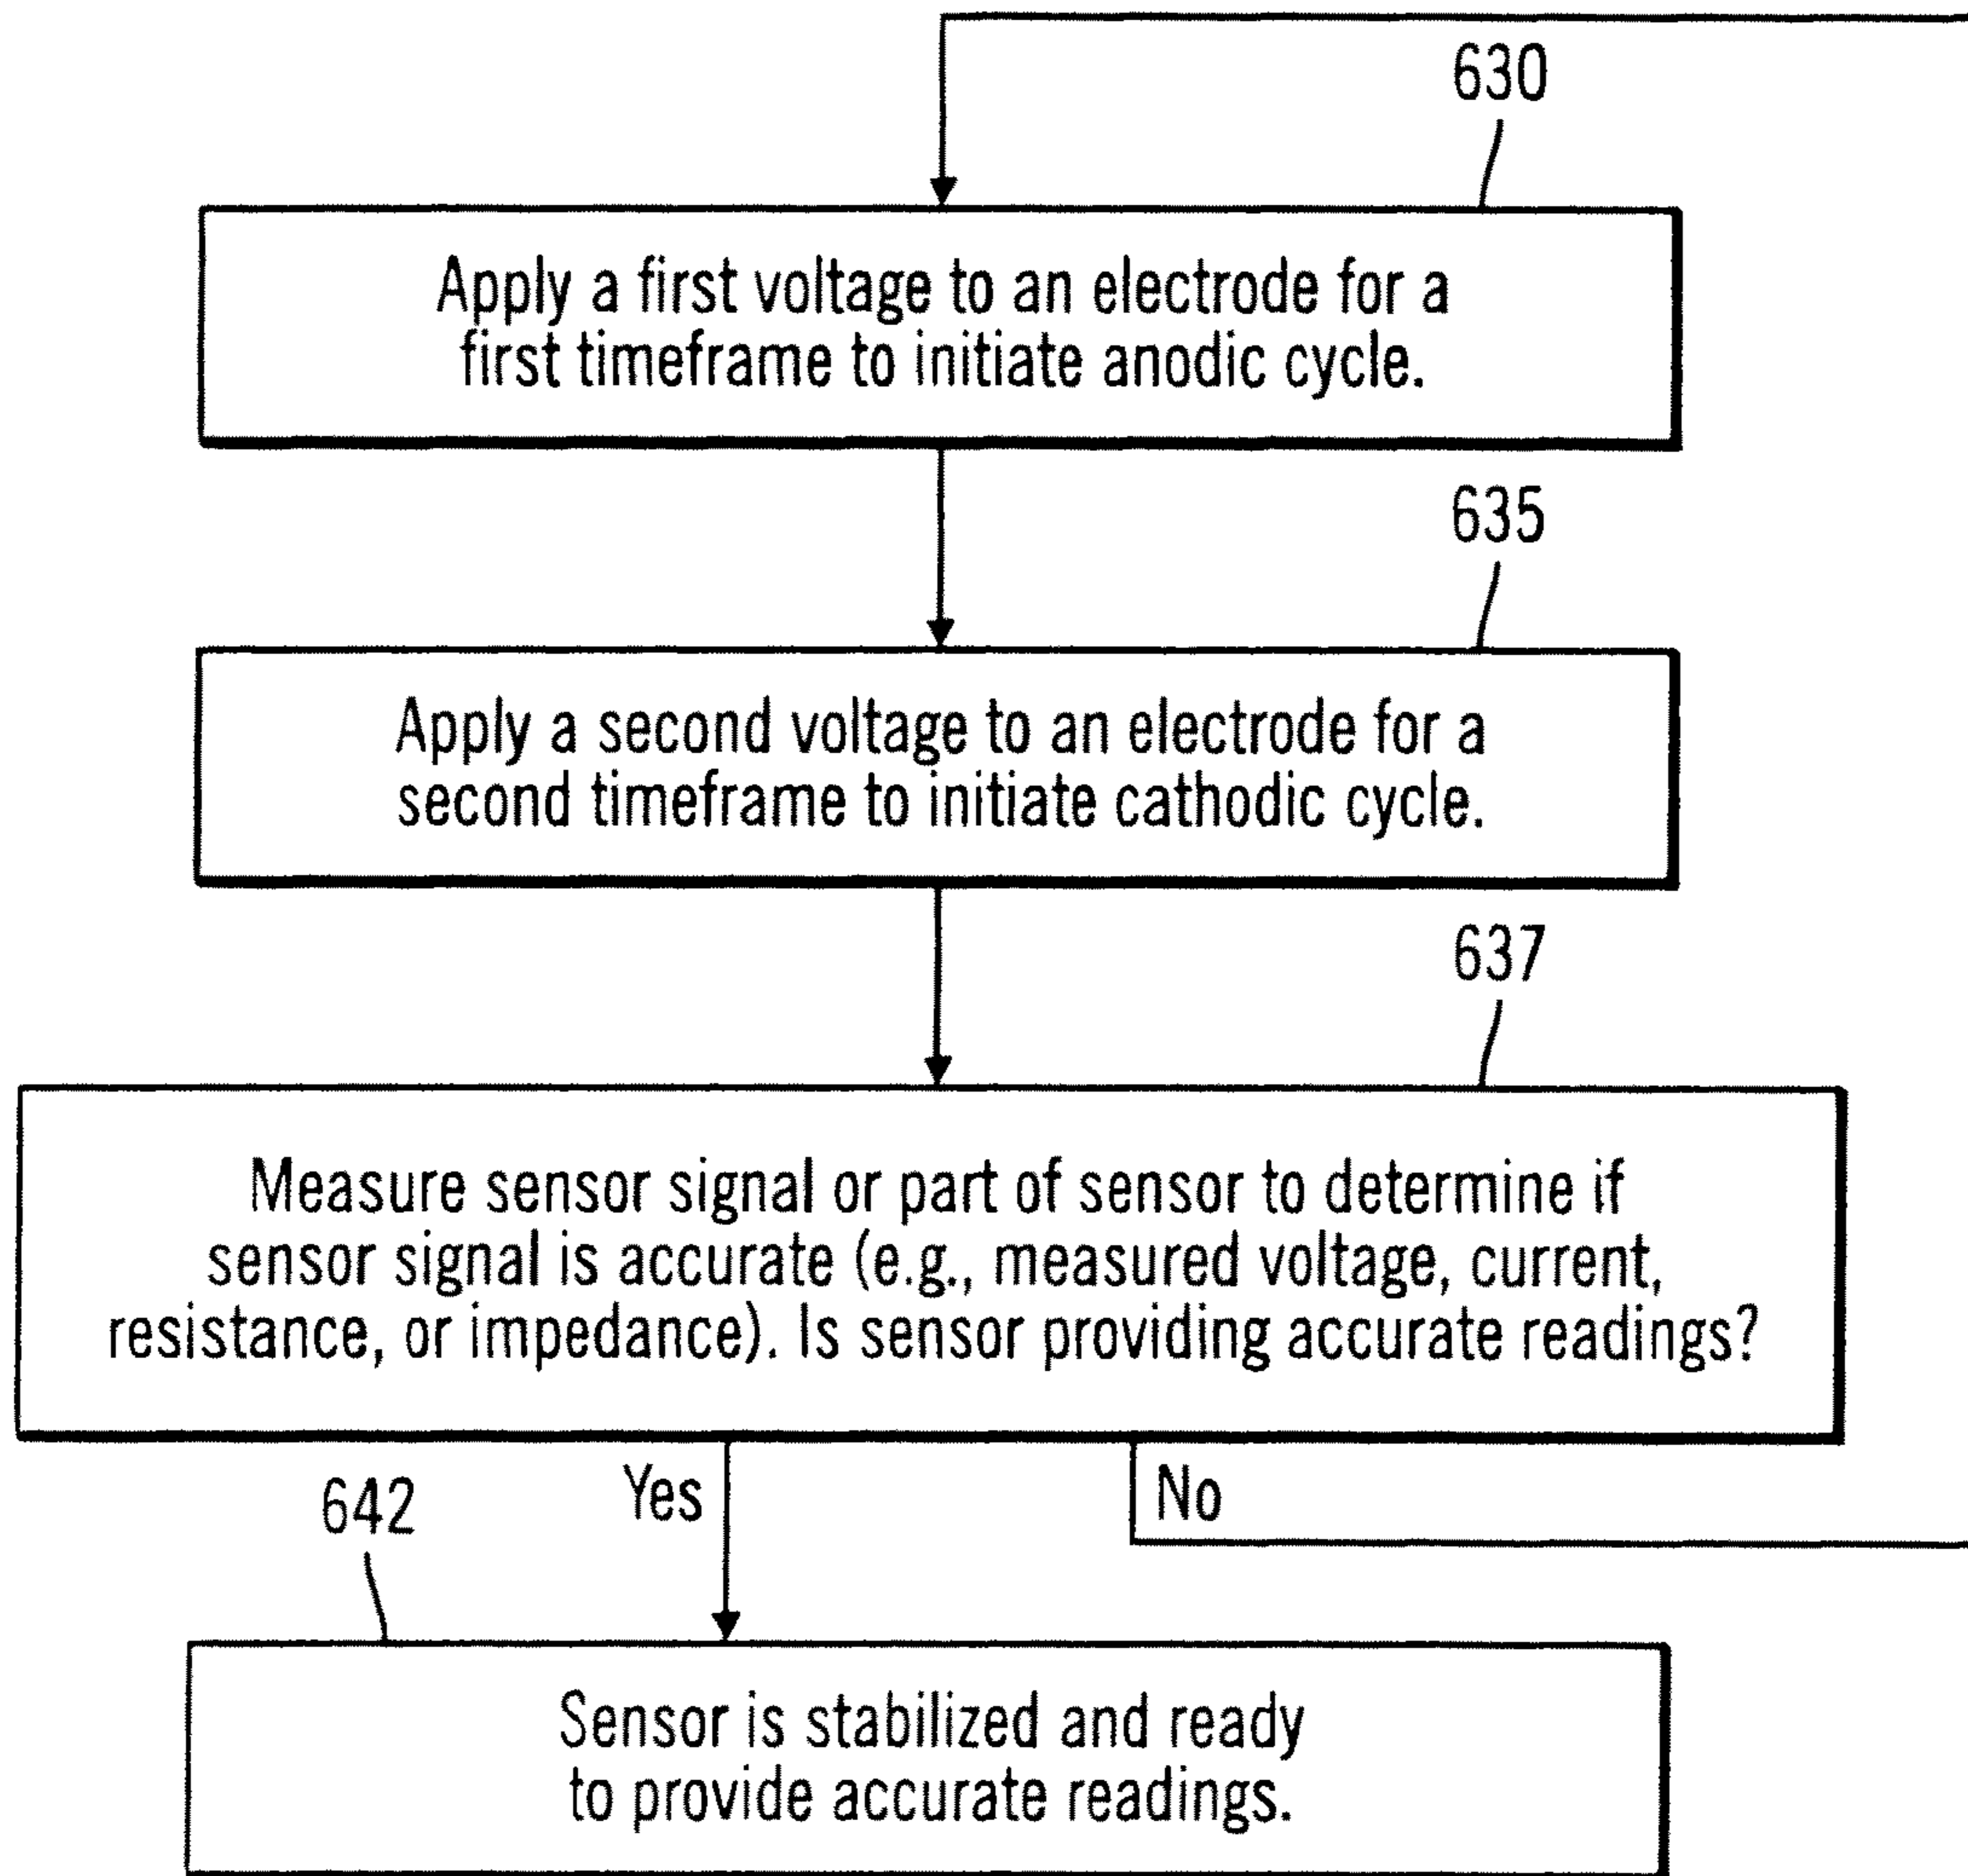 630
Apply a first voltage to an electrode for a
first timeframe to initiate anodic cycle.
635
Apply a second voltage to an electrode for a
second timeframe to initiate cathodic cycle.
637
Measure sensor signal or part of sensor to determine if
sensor signal is accurate (e.g., measured voltage, current,
resistance, or impedance). Is sensor providing accurate readings?
Yes
No
642
Sensor is stabilized and ready
to provide accurate readings.